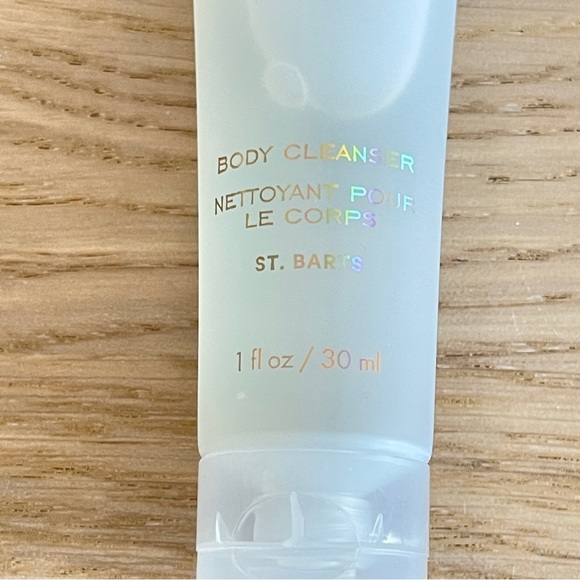 BODY CLEANSER
NETTOYANT POUR
LE CORPS
ST. BARTS
1 fl oz / 30 ml